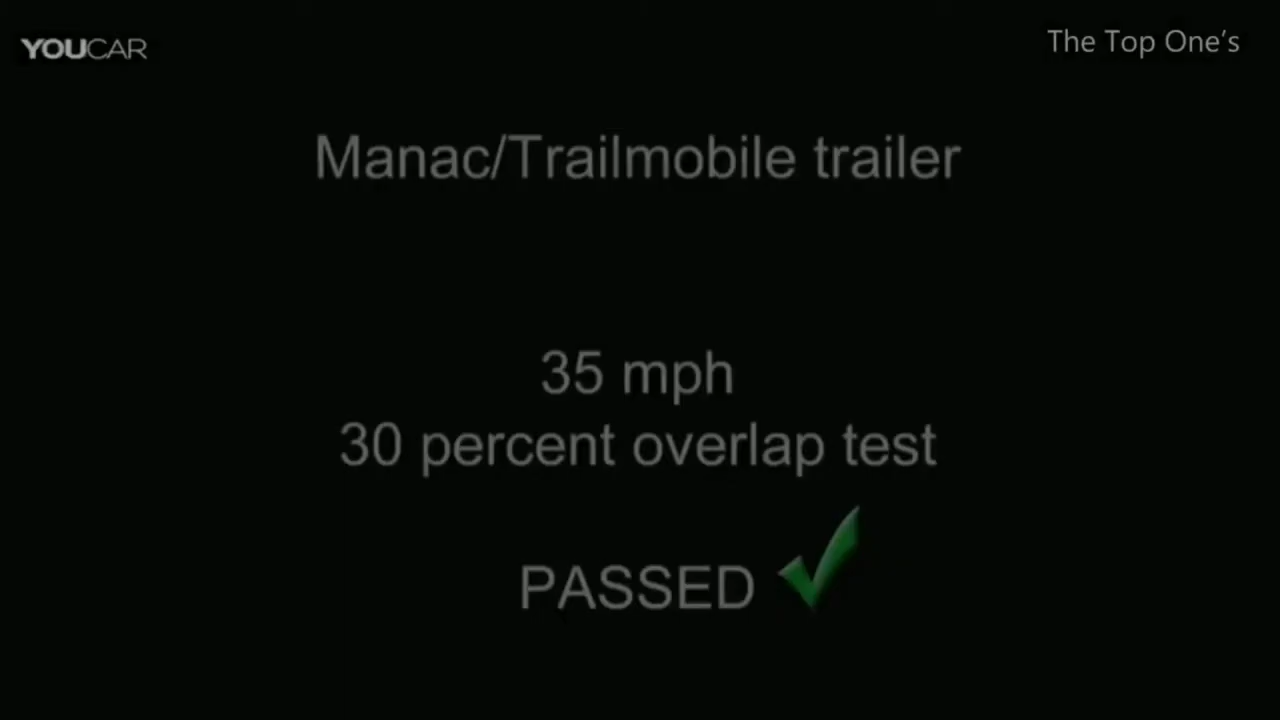 YOUCAR
The Top One’s
Manac/Trailmobile trailer
35 mph
30 percent overlap test
PASSED